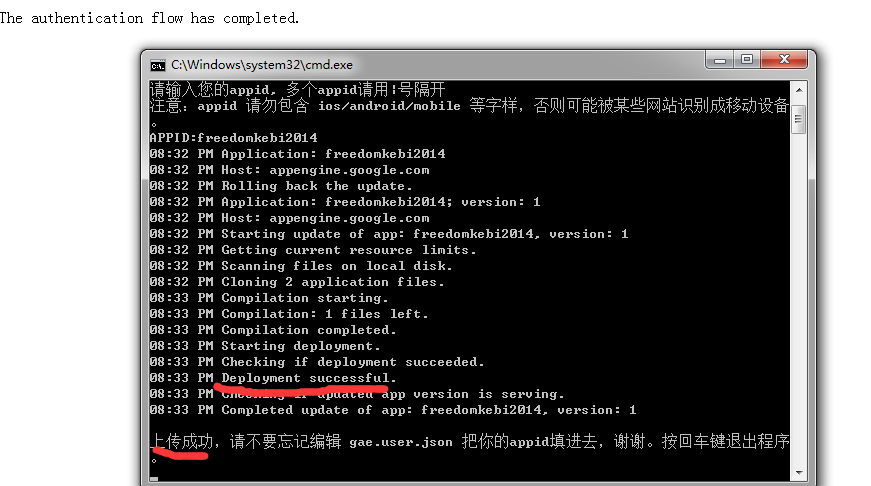 The authentication flow has completed.
C:\Windows\system32\cmd.exe
请输入您的appid, 多个appid请用|号隔开
注意：appid 请勿包含 ios/android/mobile 等字样，否则可能被某些网站识别成移动设备
。
APPID:freedomkebi2014
08:32 PM Application: freedomkebi2014
08:32 PM Host: appengine.google.com
08:32 PM Rolling back the update.
08:32 PM Application: freedomkebi2014; version: 1
08:32 PM Host: appengine.google.com
08:32 PM Starting update of app: freedomkebi2014, version: 1
08:32 PM Getting current resource limits.
08:32 PM Scanning files on local disk.
08:32 PM Cloning 2 application files.
08:33 PM Compilation starting.
08:33 PM Compilation: 1 files left.
08:33 PM Compilation completed.
08:33 PM Starting deployment.
08:33 PM Checking if deployment succeeded.
08:33 PM Deployment successful.
08:33 PM Checking if updated app version is serving.
08:33 PM Completed update of app: freedomkebi2014, version: 1
上传成功，请不要忘记编辑 gae.user.json 把你的appid填进去，谢谢。按回车键退出程序
。